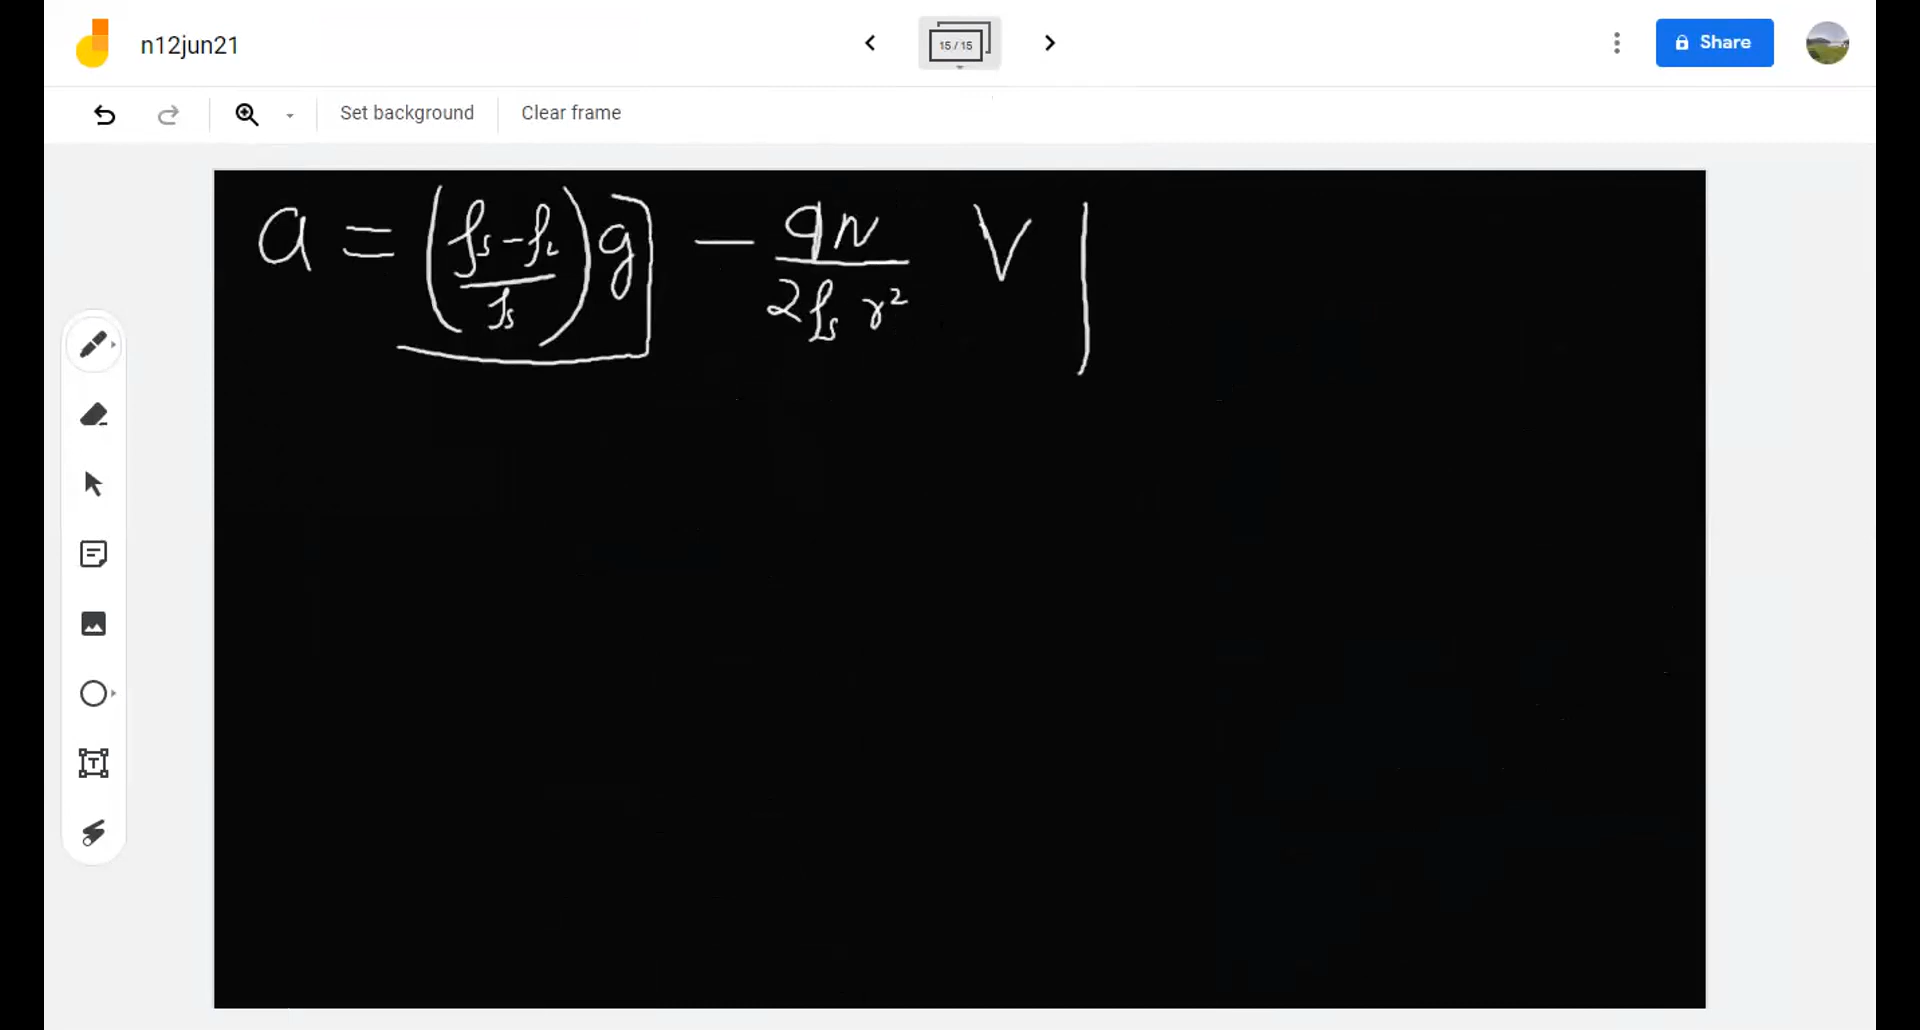 n12jun21
15 / 15
Share
Set background
Clear frame
a = ((ρs - ρL)/ρs) g - 9η/(2ρs r²) V |